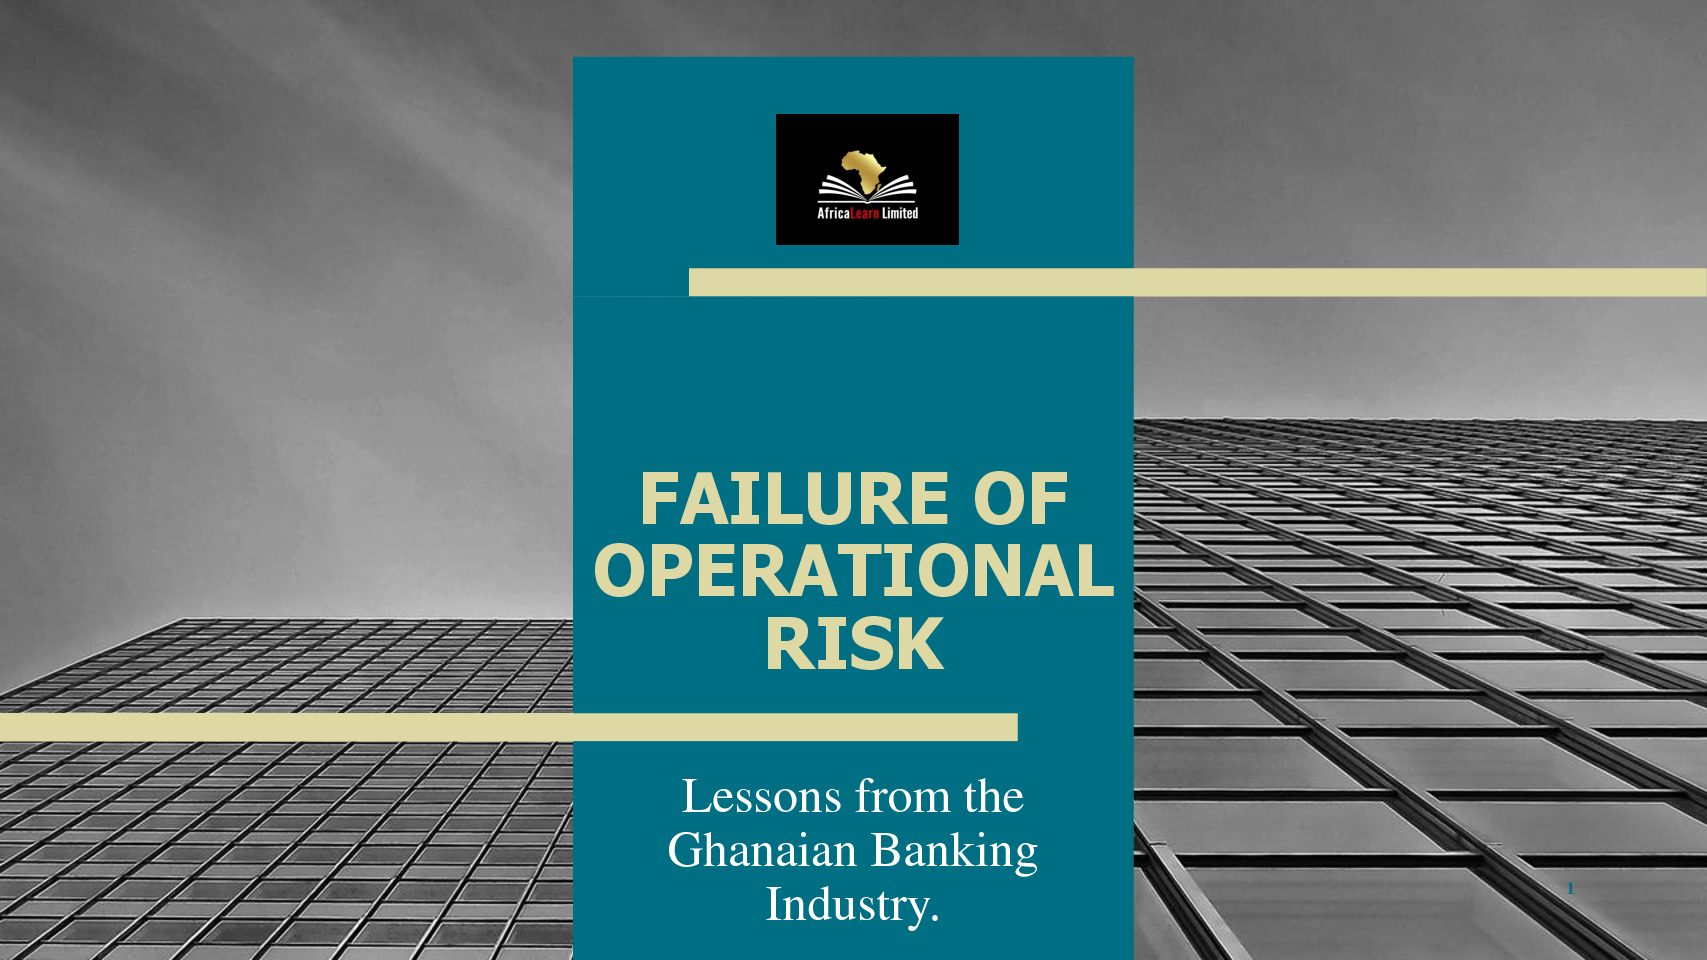 AfricaLearn Limited
FAILURE OF
OPERATIONAL
RISK
Lessons from the
Ghanaian Banking
Industry.
1